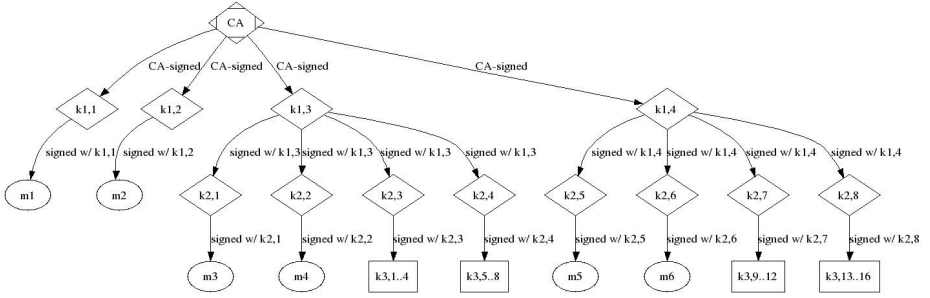 CA
CA-signed CA-signed CA-signed CA-signed
k1,1 k1,2 k1,3 k1,4
signed w/ k1,1 signed w/ k1,2 signed w/ k1,3 signed w/ k1,3 signed w/ k1,3 signed w/ k1,3 signed w/ k1,4 signed w/ k1,4 signed w/ k1,4 signed w/ k1,4
m1 m2 k2,1 k2,2 k2,3 k2,4 k2,5 k2,6 k2,7 k2,8
signed w/ k2,1 signed w/ k2,2 signed w/ k2,3 signed w/ k2,4 signed w/ k2,5 signed w/ k2,6 signed w/ k2,7 signed w/ k2,8
m3 m4 k3,1..4 k3,5..8 m5 m6 k3,9..12 k3,13..16